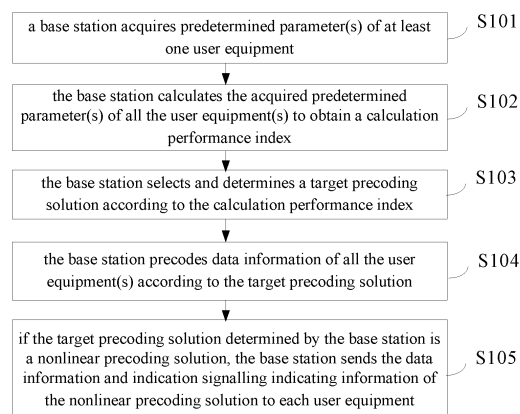 a base station acquires predetermined parameter(s) of at least
one user equipment
S101
the base station calculates the acquired predetermined
parameter(s) of all the user equipment(s) to obtain a calculation
performance index
S102
the base station selects and determines a target precoding
solution according to the calculation performance index
S103
the base station precodes data information of all the user
equipment(s) according to the target precoding solution
S104
if the target precoding solution determined by the base station is
a nonlinear precoding solution, the base station sends the data
information and indication signalling indicating information of
the nonlinear precoding solution to each user equipment
S105